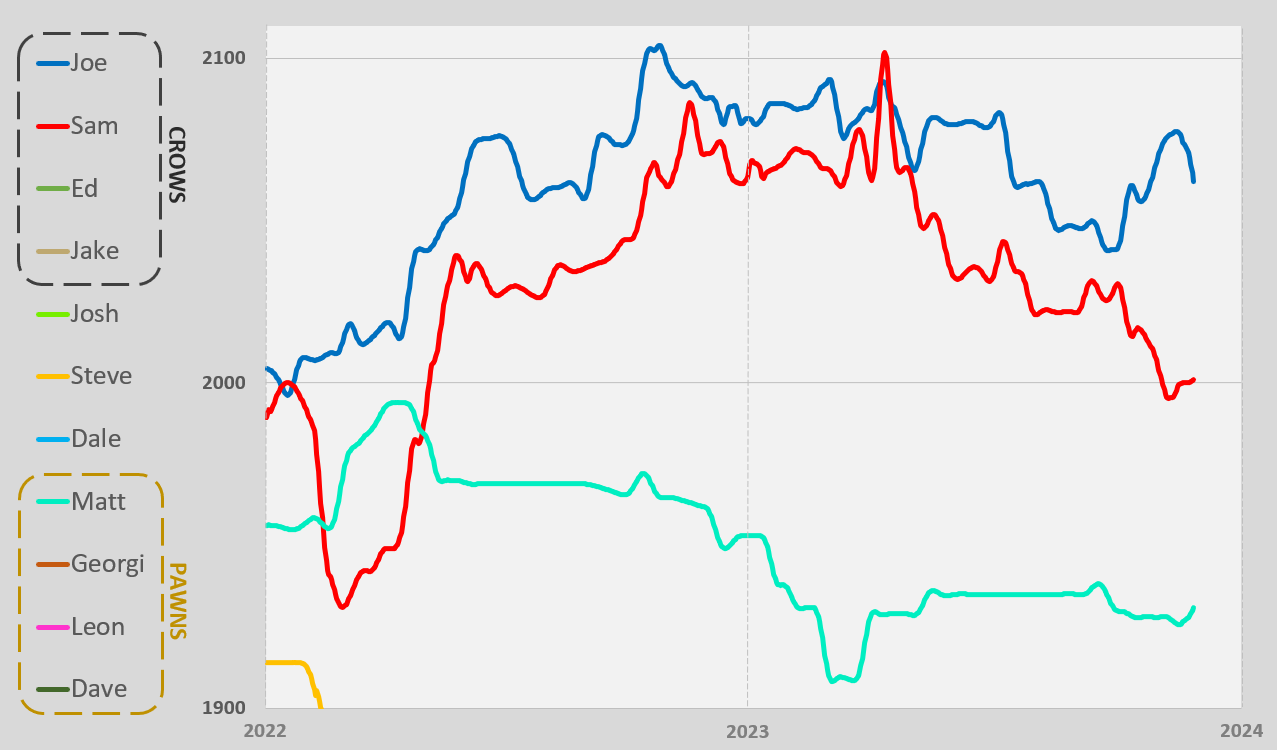 Joe
Sam
Ed
Jake
CROWS
Josh
Steve
Dale
Matt
Georgi
Leon
Dave
PAWNS
2100
2000
1900
2022
2023
2024